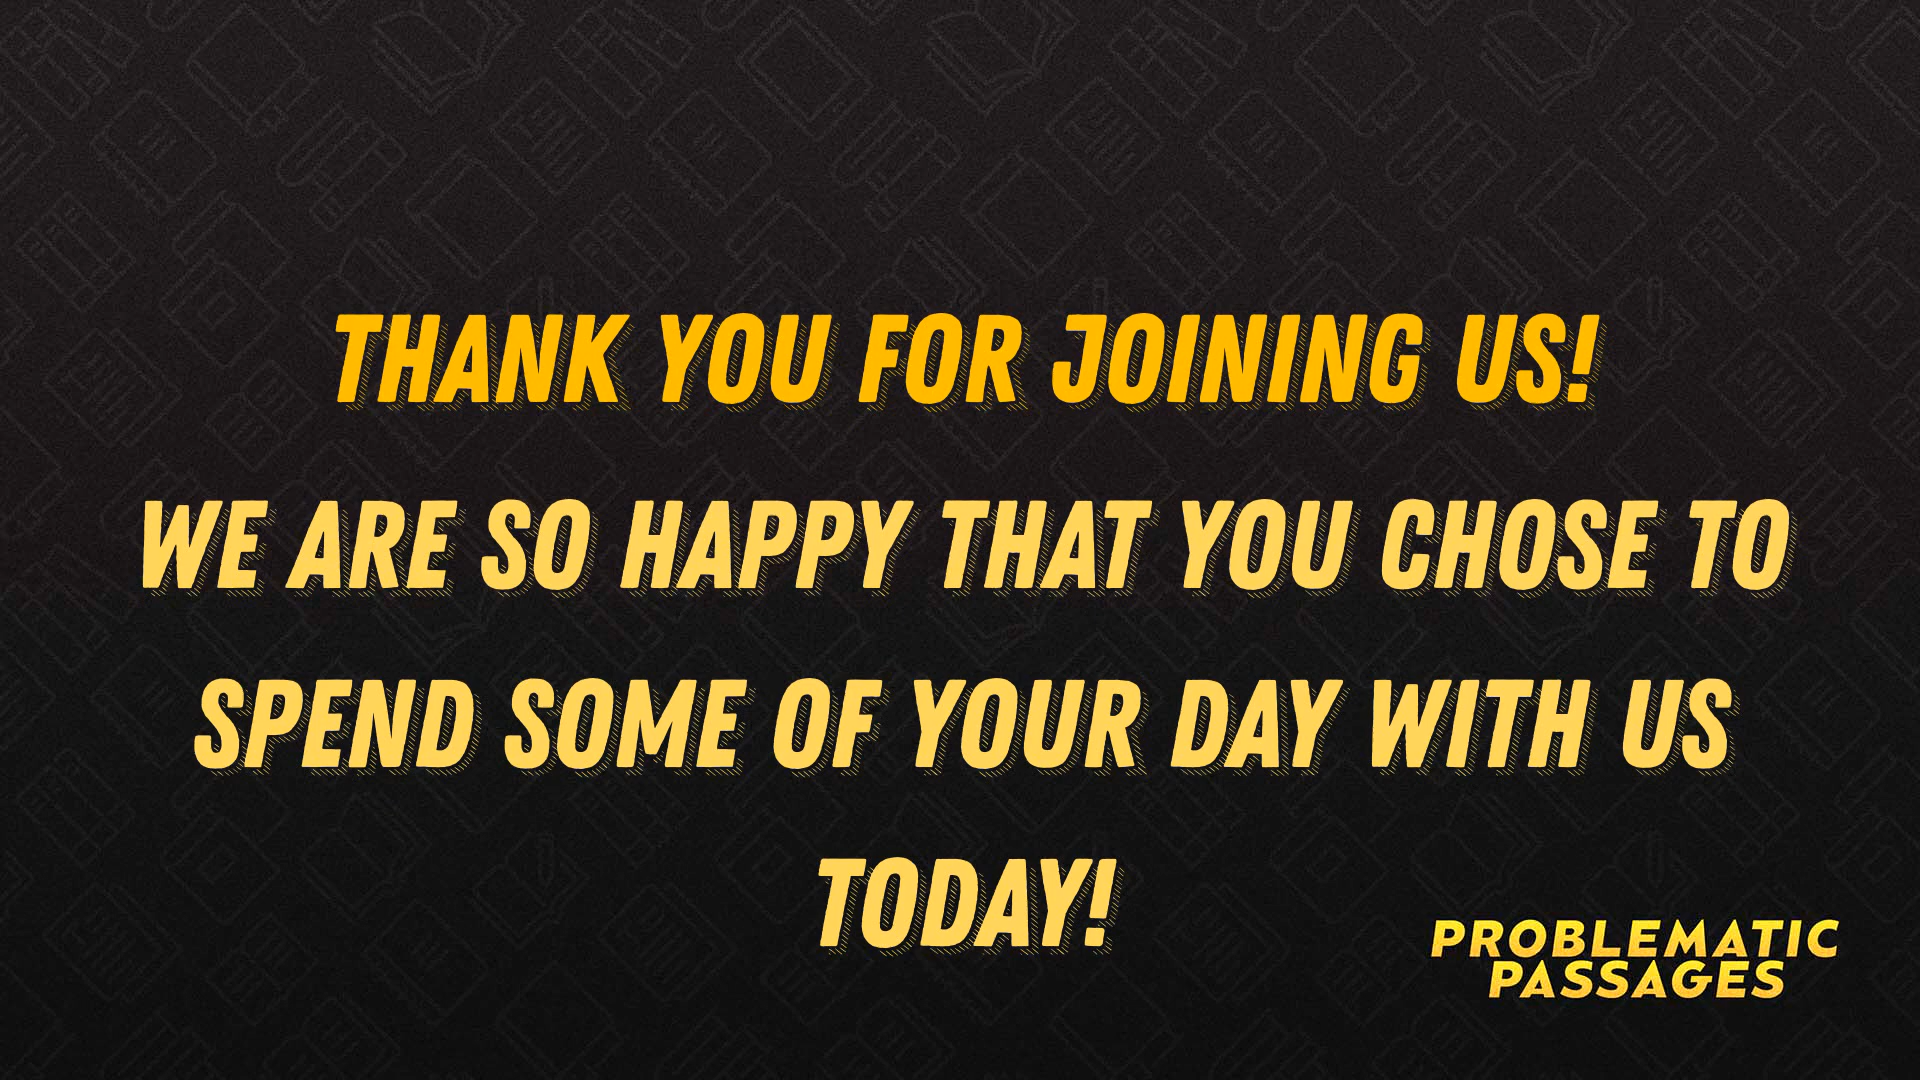 THANK YOU FOR JOINING US!
WE ARE SO HAPPY THAT YOU CHOSE TO
SPEND SOME OF YOUR DAY WITH US
TODAY!
PROBLEMATIC
PASSAGES